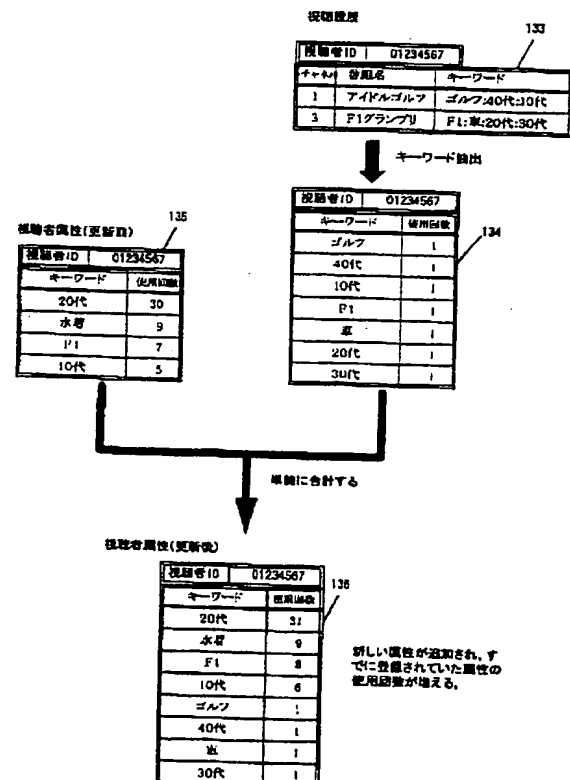 視聴履歴
133
視聴者ID 01234567
チャネル 番組名 キーワード
1 アイドルゴルフ ゴルフ:40代:10代
3 F1グランプリ F1:車:20代:30代
キーワード抽出
視聴者ID 01234567
キーワード 使用回数
134
ゴルフ 1
40代 1
10代 1
F1 1
車 1
20代 1
30代 1
135
視聴者属性(更新前)
視聴者ID 01234567
キーワード 使用回数
20代 30
水着 9
F1 7
10代 5
単純に合計する
視聴者属性(更新後)
視聴者ID 01234567
136
キーワード 使用回数
20代 31
水着 9
F1 8
10代 6
ゴルフ 1
40代 1
車 1
30代 1
新しい属性が追加され、す
でに登録されていた属性の
使用回数が増える。